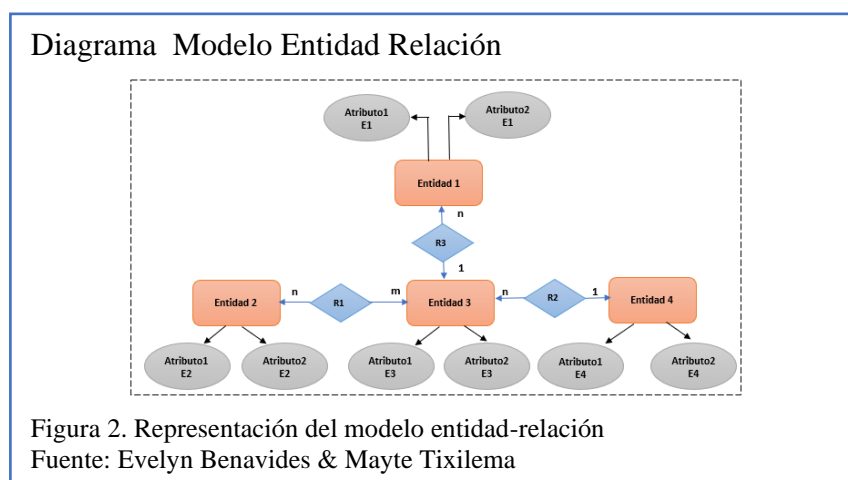 Diagrama Modelo Entidad Relación
Atributo1
E1
Atributo2
E1
Entidad 1
n
R3
1
Entidad 2
n
R1
m
Entidad 3
n
R2
1
Entidad 4
Atributo1
E2
Atributo2
E2
Atributo1
E3
Atributo2
E3
Atributo1
E4
Atributo2
E4
Figura 2. Representación del modelo entidad-relación
Fuente: Evelyn Benavides & Mayte Tixilema